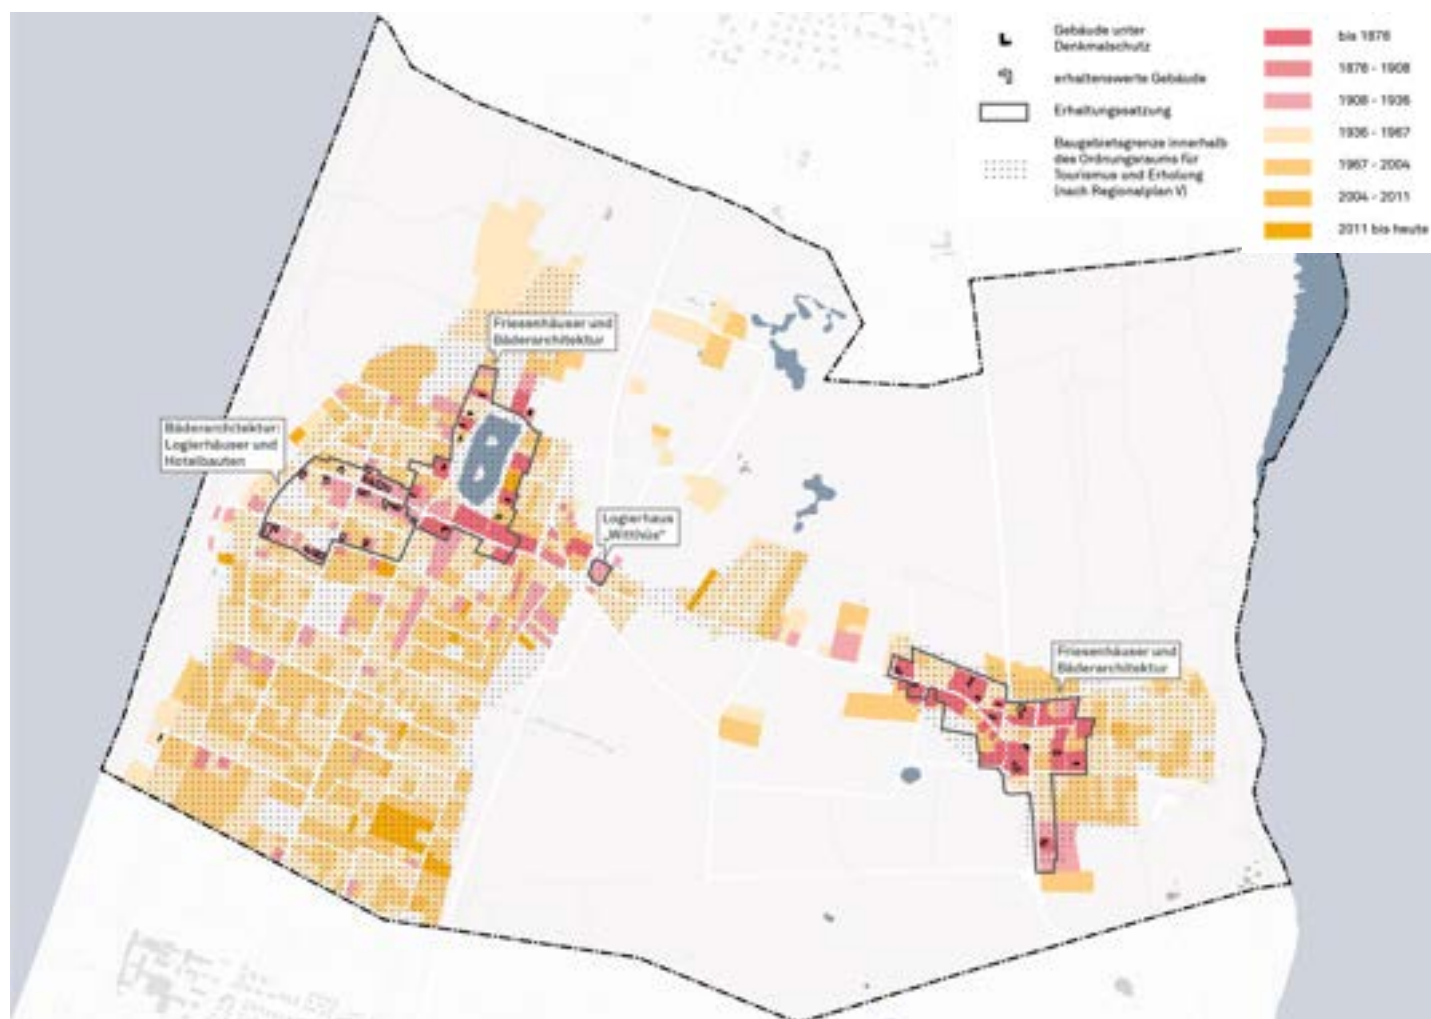 Gebäude unter
Denkmalschutz
erhaltenswerte Gebäude
Erhaltungssatzung
Baugebietsgrenze innerhalb
des Ordnungsraums für
Tourismus und Erholung
(nach Regionalplan V)
bis 1878
1878 - 1908
1908 - 1936
1936 - 1967
1967 - 2004
2004 - 2011
2011 bis heute
Friesenhäuser und
Bäderarchitektur
Bäderarchitektur:
Logierhäuser und
Hotelbauten
Logierhaus
„Witthüs“
Friesenhäuser und
Bäderarchitektur